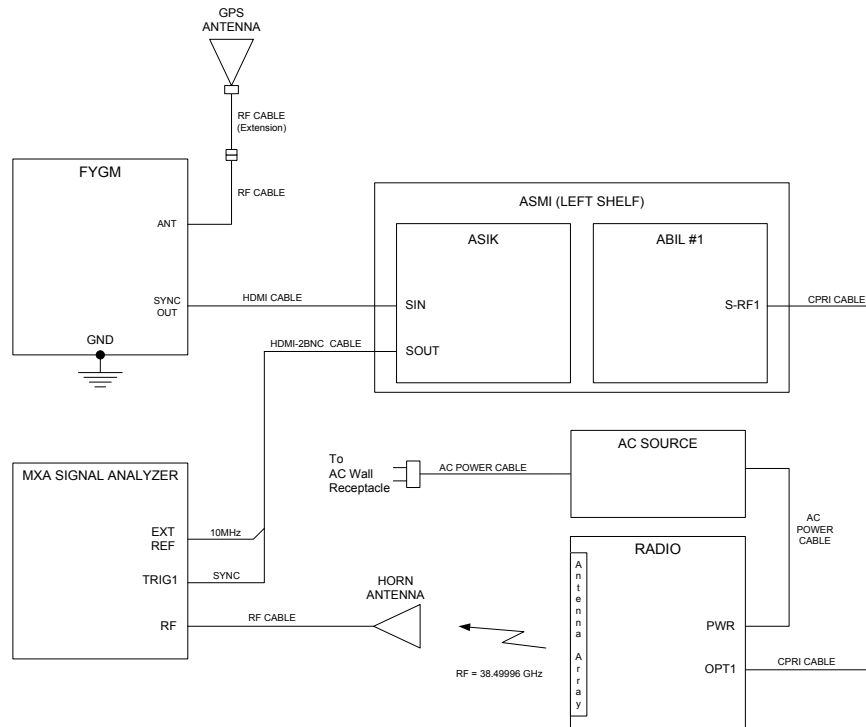 GPS
ANTENNA
RF CABLE
(Extension)
RF CABLE
FYGM
ANT
SYNC
OUT
GND
HDMI CABLE
HDMI-2BNC CABLE
ASMI (LEFT SHELF)
ASIK
SIN
SOUT
ABIL #1
S-RF1
CPRI CABLE
MXA SIGNAL ANALYZER
EXT
REF
10MHz
TRIG1
SYNC
RF
RF CABLE
HORN
ANTENNA
To
AC Wall
Receptacle
AC POWER CABLE
AC SOURCE
AC
POWER
CABLE
RADIO
Antenna Array
PWR
OPT1
CPRI CABLE
RF = 38.49996 GHz